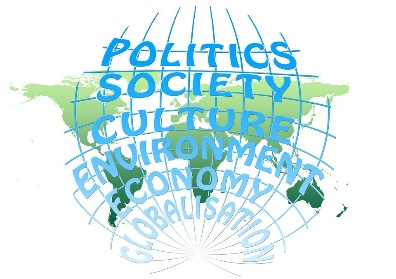 POLITICS
SOCIETY
CULTURE
ENVIRONMENT
ECONOMY
GLOBALISATION